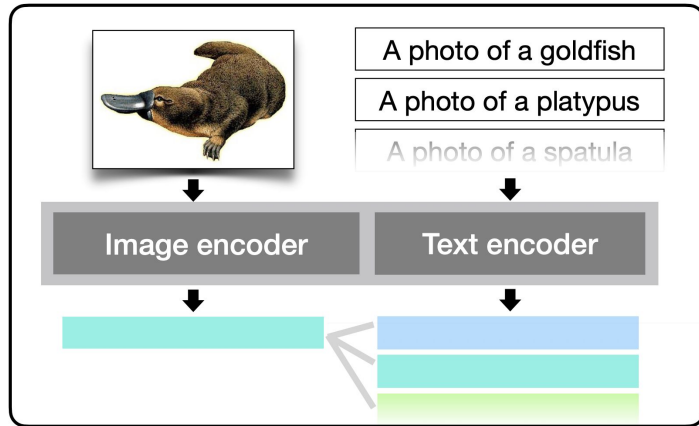 A photo of a goldfish
A photo of a platypus
A photo of a spatula
Image encoder
Text encoder